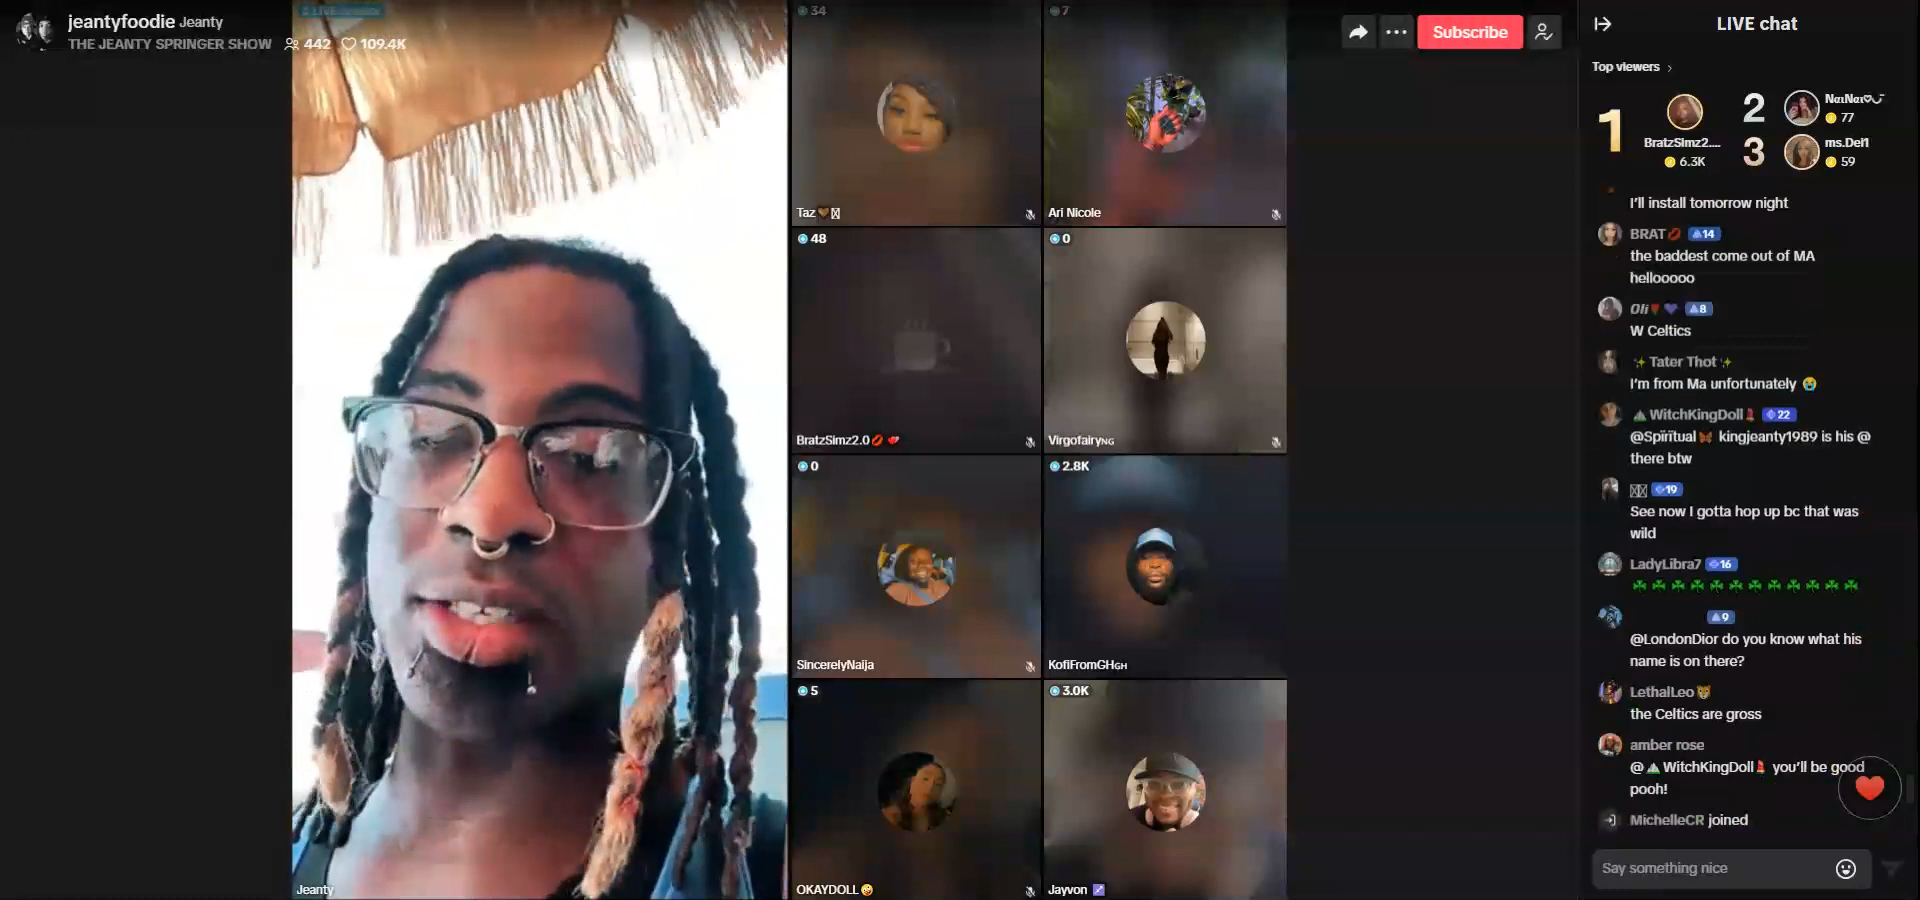 jeantyfoodie Jeanty
THE JEANTY SPRINGER SHOW 442 109.4K
34
7
Subscribe
LIVE chat
Top viewers
1
BratzSimz2....
6.3K
2
NαιNαι♡
77
3
ms.Del1
59
Taz
Ari Nicole
48
0
BratzSimz2.0
VirgofairyNG
0
2.8K
SincerelyNaija
KofiFromGHGH
5
3.0K
Jeanty
OKAYDOLL
Jayvon
I'll install tomorrow night
BRAT 14
the baddest come out of MA
hellooooo
Oli 8
W Celtics
Tater Thot
I'm from Ma unfortunately 😭
WitchKingDoll 22
@Spïrïtual kingjeanty1989 is his @
there btw
19
See now I gotta hop up bc that was
wild
LadyLibra7 16
☘☘☘☘☘☘☘☘☘☘☘☘
9
@LondonDior do you know what his
name is on there?
LethalLeo
the Celtics are gross
amber rose
@WitchKingDoll you'll be good
pooh!
MichelleCR joined
Say something nice